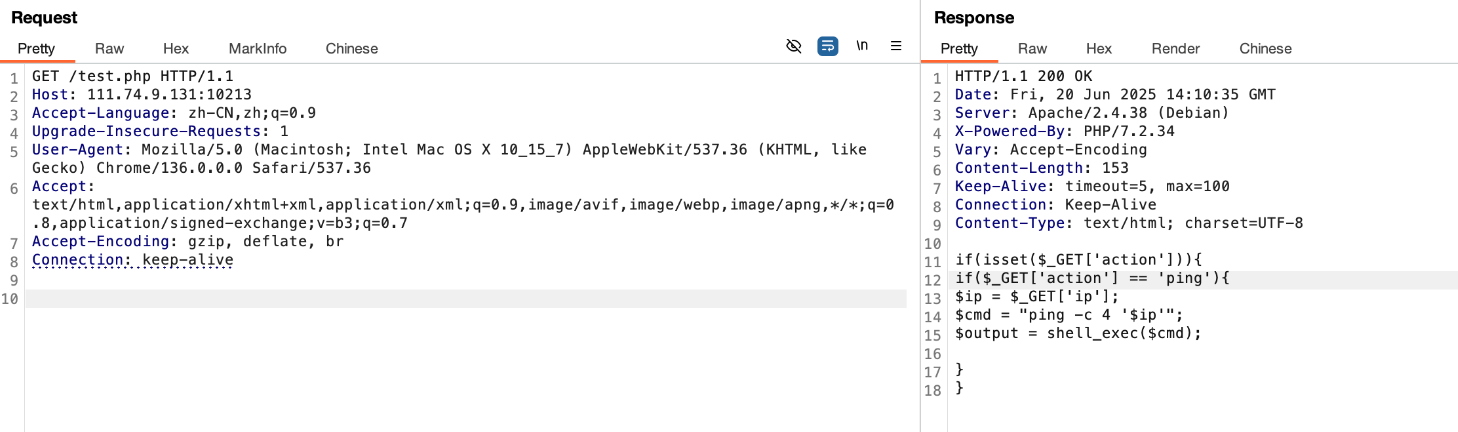 Request
Pretty Raw Hex MarkInfo Chinese \n
1 GET /test.php HTTP/1.1
2 Host: 111.74.9.131:10213
3 Accept-Language: zh-CN,zh;q=0.9
4 Upgrade-Insecure-Requests: 1
5 User-Agent: Mozilla/5.0 (Macintosh; Intel Mac OS X 10_15_7) AppleWebKit/537.36 (KHTML, like
Gecko) Chrome/136.0.0.0 Safari/537.36
6 Accept:
text/html,application/xhtml+xml,application/xml;q=0.9,image/avif,image/webp,image/apng,*/*;q=0
.8,application/signed-exchange;v=b3;q=0.7
7 Accept-Encoding: gzip, deflate, br
8 Connection: keep-alive
9
10
Response
Pretty Raw Hex Render Chinese
1 HTTP/1.1 200 OK
2 Date: Fri, 20 Jun 2025 14:10:35 GMT
3 Server: Apache/2.4.38 (Debian)
4 X-Powered-By: PHP/7.2.34
5 Vary: Accept-Encoding
6 Content-Length: 153
7 Keep-Alive: timeout=5, max=100
8 Connection: Keep-Alive
9 Content-Type: text/html; charset=UTF-8
10
11 if(isset($_GET['action'])){
12 if($_GET['action'] == 'ping'){
13 $ip = $_GET['ip'];
14 $cmd = "ping -c 4 '$ip'";
15 $output = shell_exec($cmd);
16
17 }
18 }